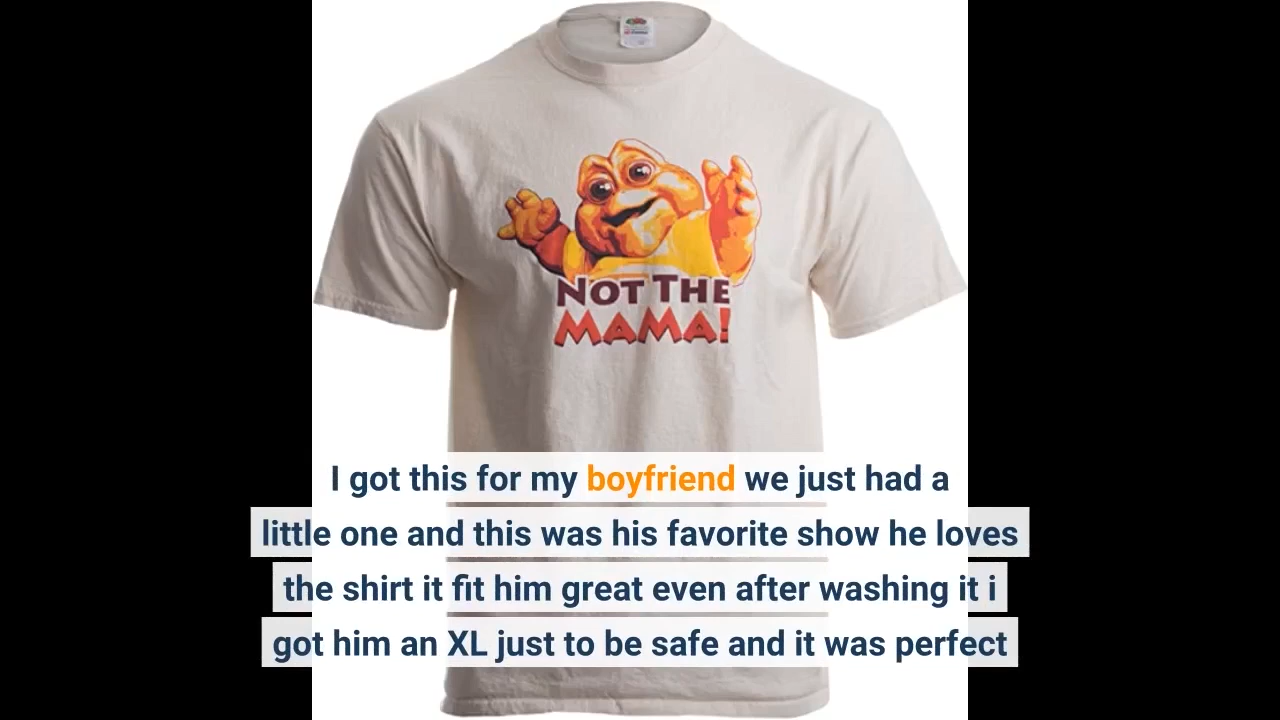 NOT THE
MAMA!
I got this for my boyfriend we just had a
little one and this was his favorite show he loves
the shirt it fit him great even after washing it i
got him an XL just to be safe and it was perfect